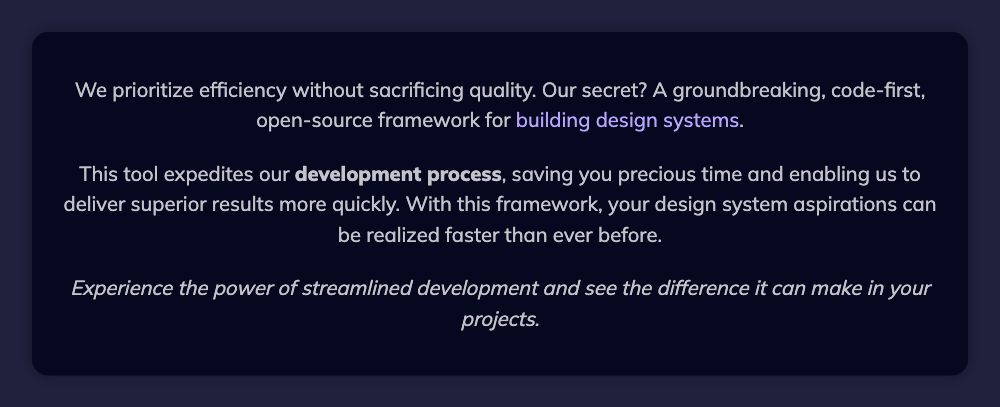 We prioritize efficiency without sacrificing quality. Our secret? A groundbreaking, code-first,
open-source framework for building design systems.
This tool expedites our development process, saving you precious time and enabling us to
deliver superior results more quickly. With this framework, your design system aspirations can
be realized faster than ever before.
Experience the power of streamlined development and see the difference it can make in your
projects.